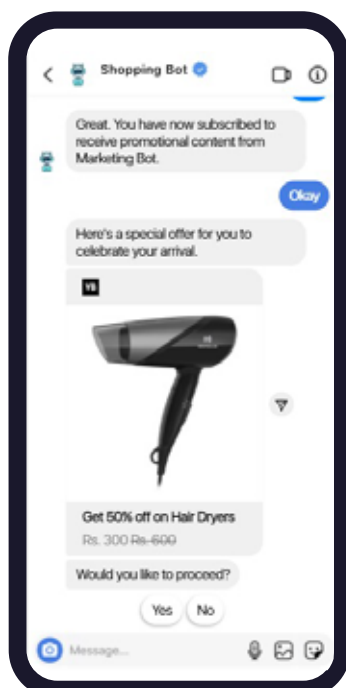 Shopping Bot
Great. You have now subscribed to
receive promotional content from
Marketing Bot.
Okay
Here's a special offer for you to
celebrate your arrival.
Get 50% off on Hair Dryers
Rs. 300 Rs. 600
Would you like to proceed?
Yes No
Message...